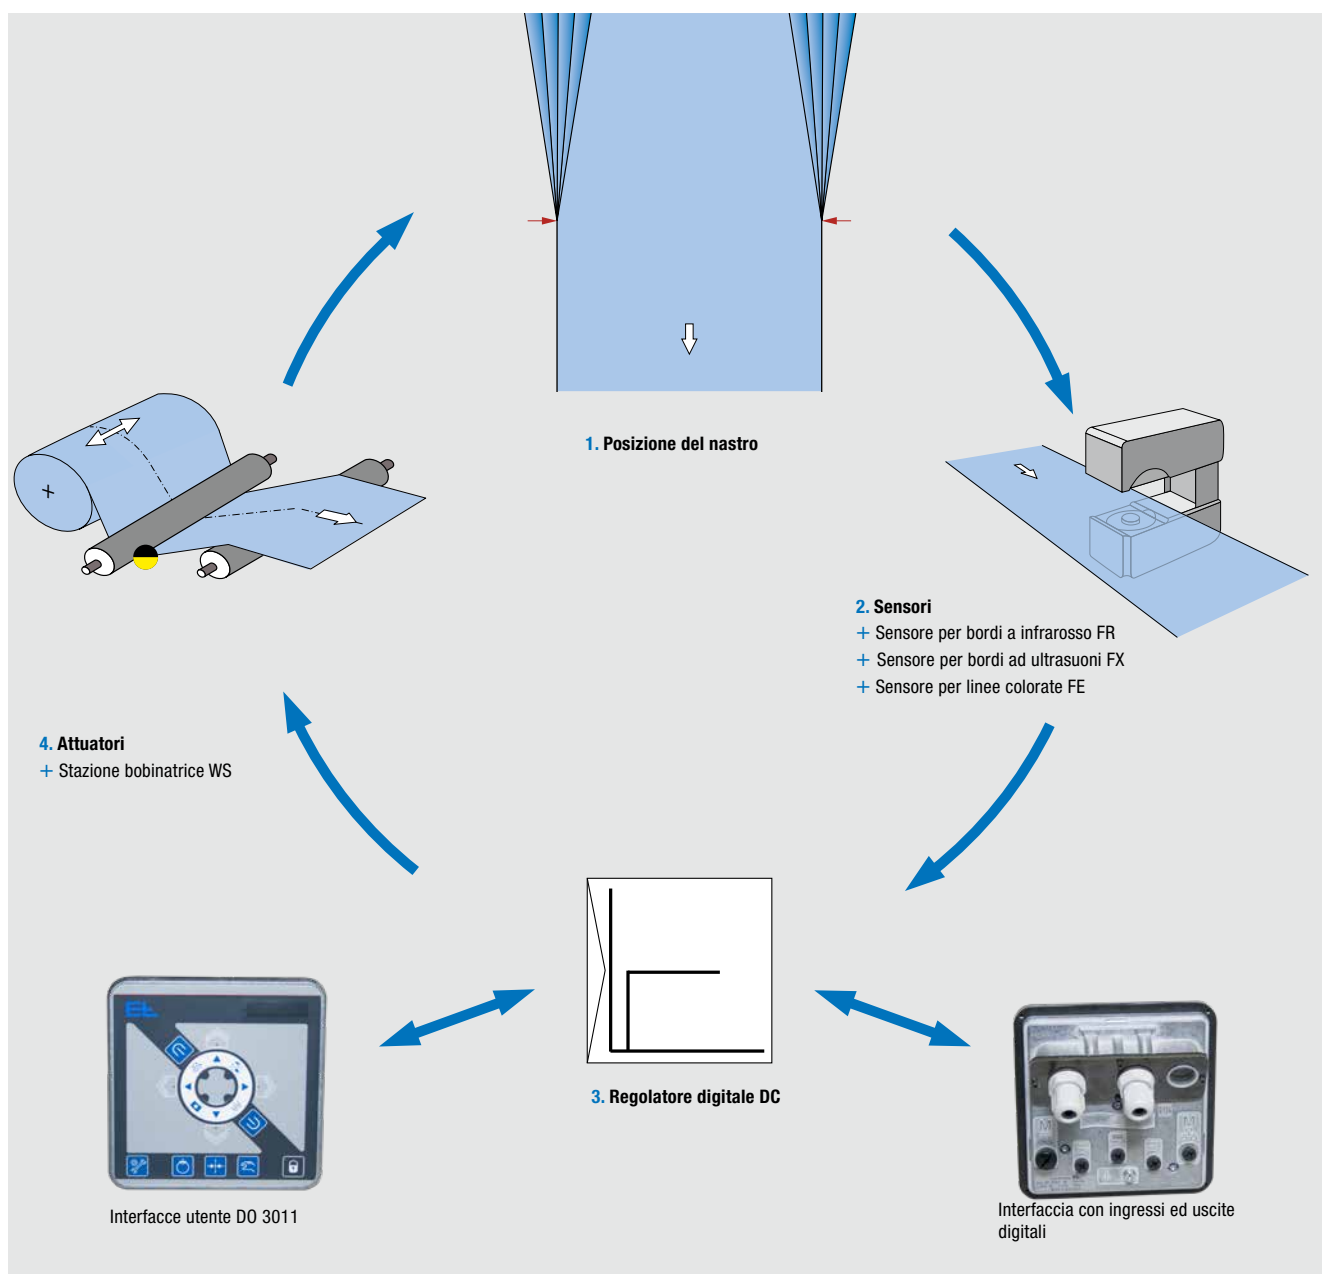 1. Posizione del nastro
2. Sensori
+ Sensore per bordi a infrarosso FR
+ Sensore per bordi ad ultrasuoni FX
+ Sensore per linee colorate FE
4. Attuatori
+ Stazione bobinatrice WS
3. Regolatore digitale DC
Interfacce utente DO 3011
Interfaccia con ingressi ed uscite
digitali